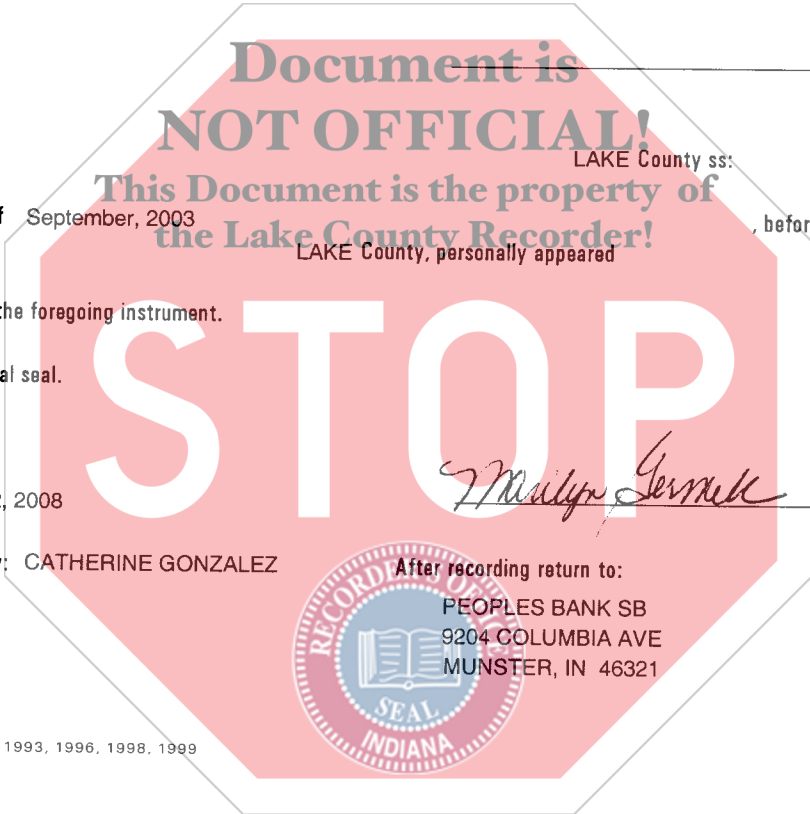 Document is
NOT OFFICIAL!
LAKE County ss:
This Document is the property of
September, 2003
, befor
the Lake County Recorder!
LAKE County, personally appeared
the foregoing instrument.
al seal.
STOP
, 2008
Marilyn
: CATHERINE GONZALEZ
After recording return to:
PEOPLES BANK SB
9204 COLUMBIA AVE
MUNSTER, IN 46321
RECORDER'S OFFICE
SEAL
INDIANA
1993, 1996, 1998, 1999